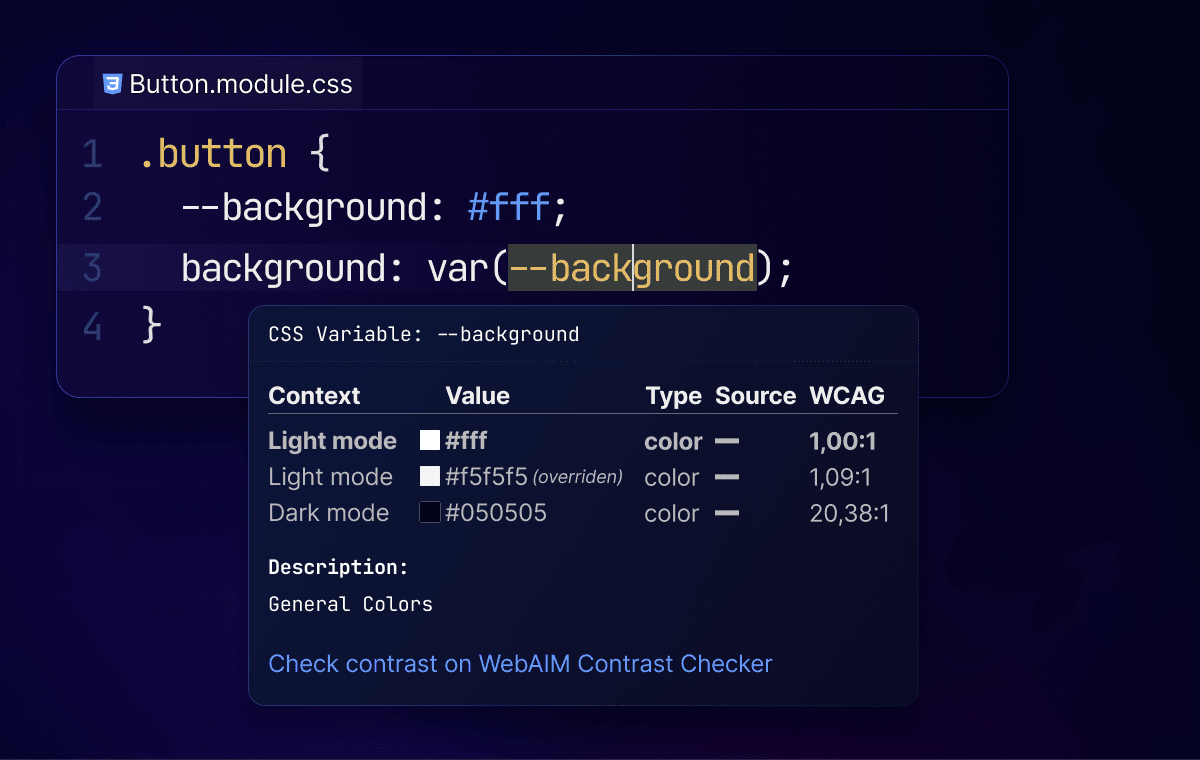 Button.module.css
1 .button {
2 --background: #fff;
3 background: var(--background);
4 }
CSS Variable: --background
Context Value Type Source WCAG
Light mode #fff color — 1,00:1
Light mode #f5f5f5 (overriden) color — 1,09:1
Dark mode #050505 color — 20,38:1
Description:
General Colors
Check contrast on WebAIM Contrast Checker